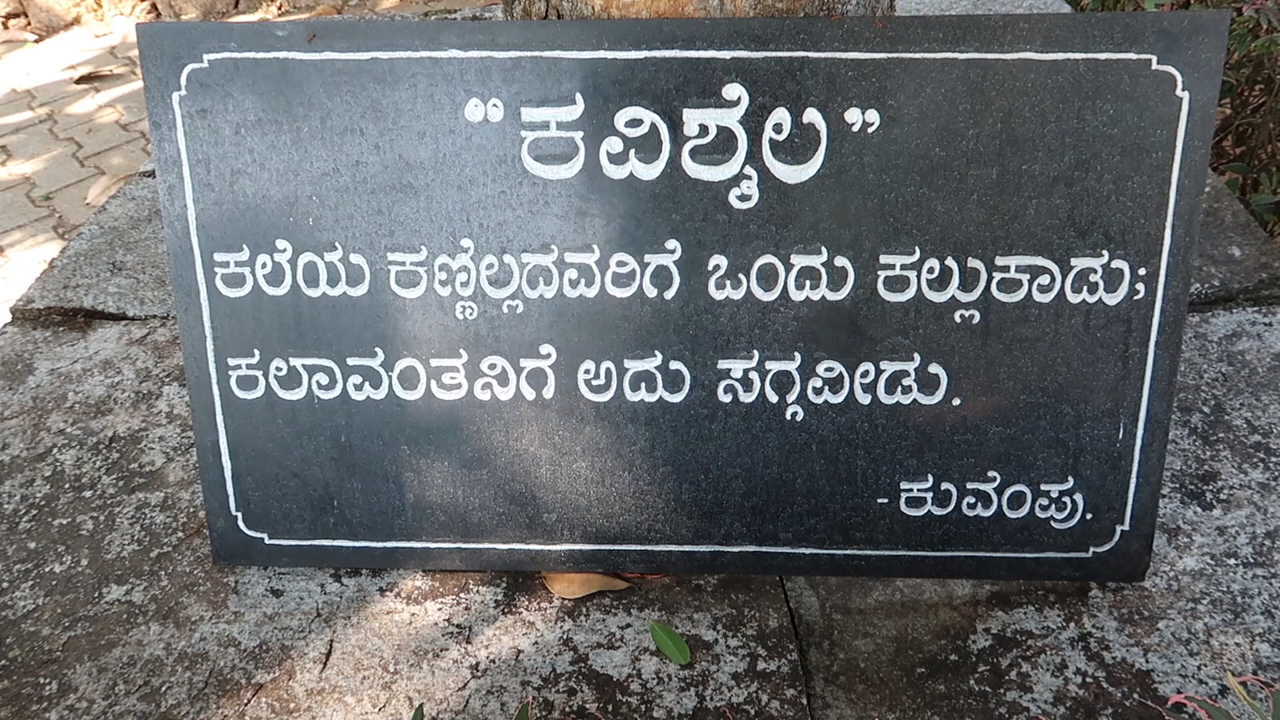 “ಕವಿಶೈಲ”
ಕಲೆಯ ಕಣ್ಣಿಲ್ಲದವರಿಗೆ ಒಂದು ಕಲ್ಲುಕಾಡು;
ಕಲಾವಂತನಿಗೆ ಅದು ಸಗ್ಗವೀಡು.
-ಕುವೆಂಪು.